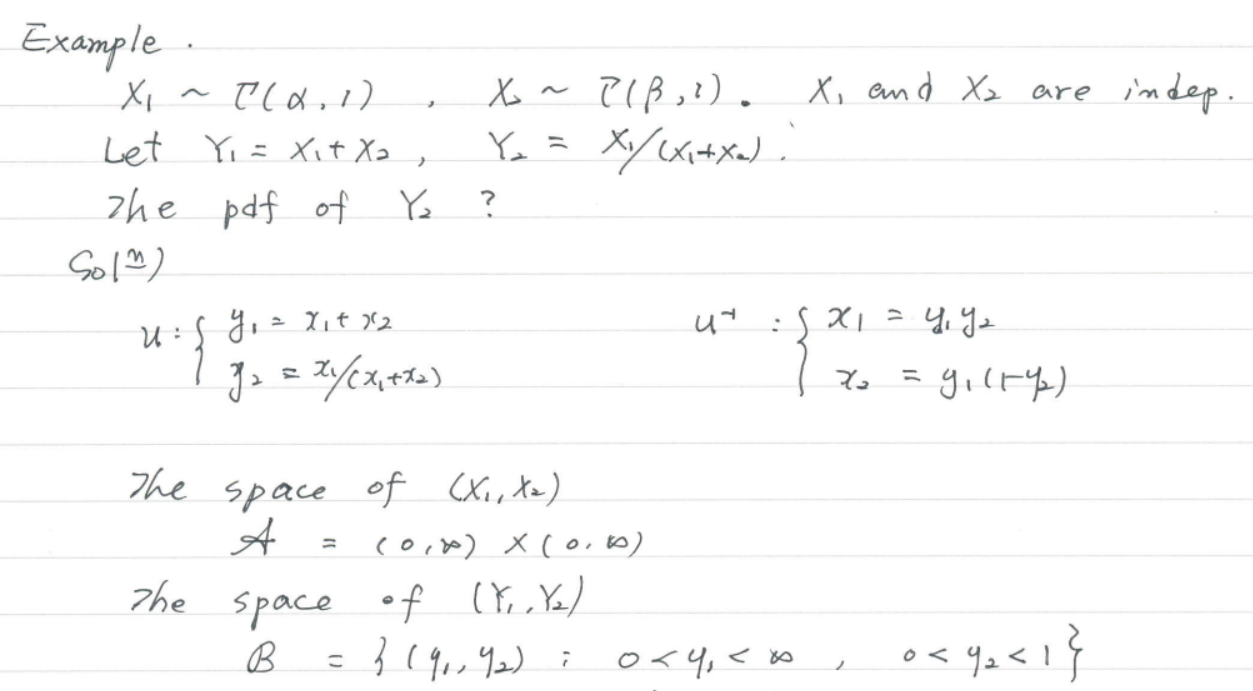 Example.
X₁ ~ Γ(α, 1), X₂ ~ Γ(β, 1). X₁ and X₂ are indep.
Let Y₁ = X₁ + X₂, Y₂ = X₁/(X₁+X₂).
The pdf of Y₂ ?
Solⁿ)
u : { y₁ = x₁ + x₂ u⁻¹ : { x₁ = y₁y₂
y₂ = x₁/(x₁+x₂) x₂ = y₁(1-y₂)
The space of (X₁, X₂)
A = (0, ∞) × (0, ∞)
The space of (Y₁, Y₂)
B = {(y₁, y₂) ; 0 < y₁ < ∞, 0 < y₂ < 1}